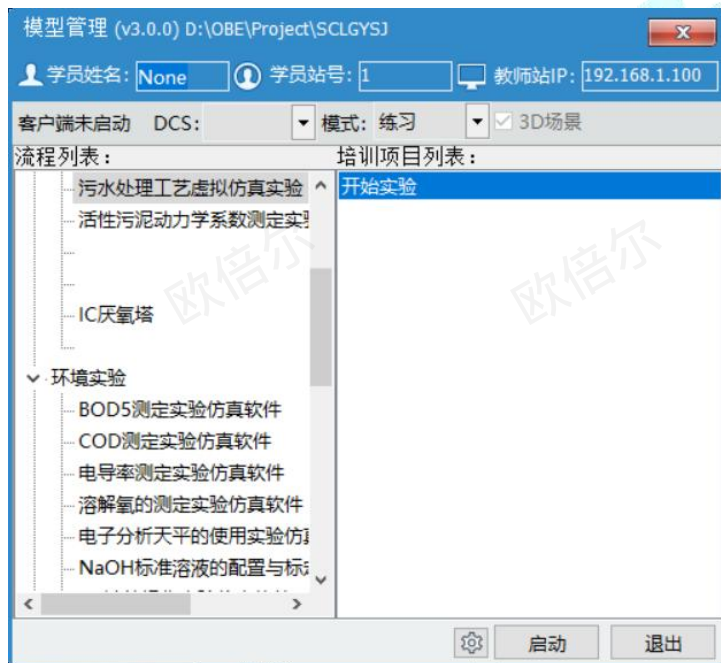 模型管理 (v3.0.0) D:\OBE\Project\SCLGYSJ
学员姓名: None 学员站号: 1 教师站IP: 192.168.1.100
客户端未启动 DCS: 模式: 练习 3D场景
流程列表: 培训项目列表:
污水处理工艺虚拟仿真实验 开始实验
活性污泥动力学系数测定实
...
...
IC厌氧塔
...
环境实验
BOD5测定实验仿真软件
COD测定实验仿真软件
电导率测定实验仿真软件
溶解氧的测定实验仿真软件
电子分析天平的使用实验仿
NaOH标准溶液的配置与标
启动 退出
欧倍尔 欧倍尔